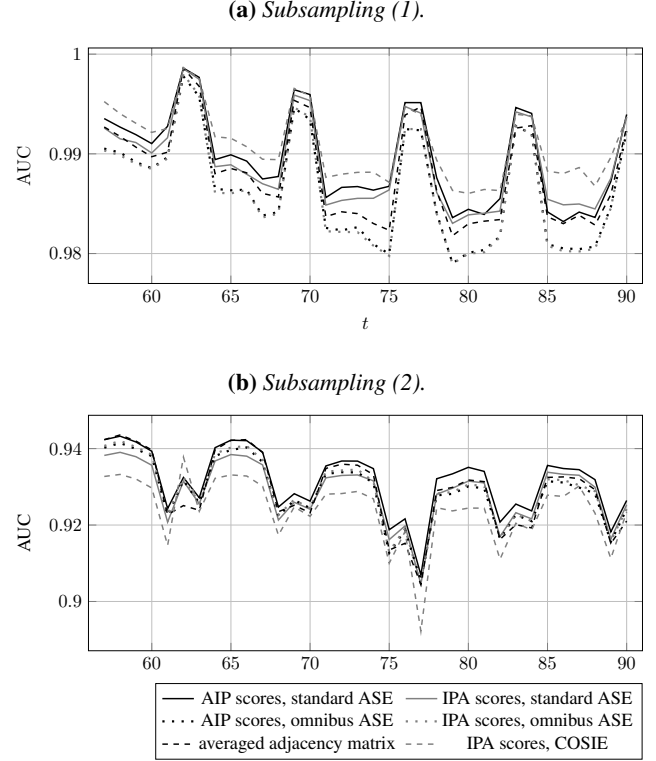 (a) Subsampling (1).
1
0.99
0.98
AUC
60 65 70 75 80 85 90
t
(b) Subsampling (2).
0.94
0.92
0.9
AUC
60 65 70 75 80 85 90
AIP scores, standard ASE IPA scores, standard ASE
AIP scores, omnibus ASE IPA scores, omnibus ASE
averaged adjacency matrix IPA scores, COSIE